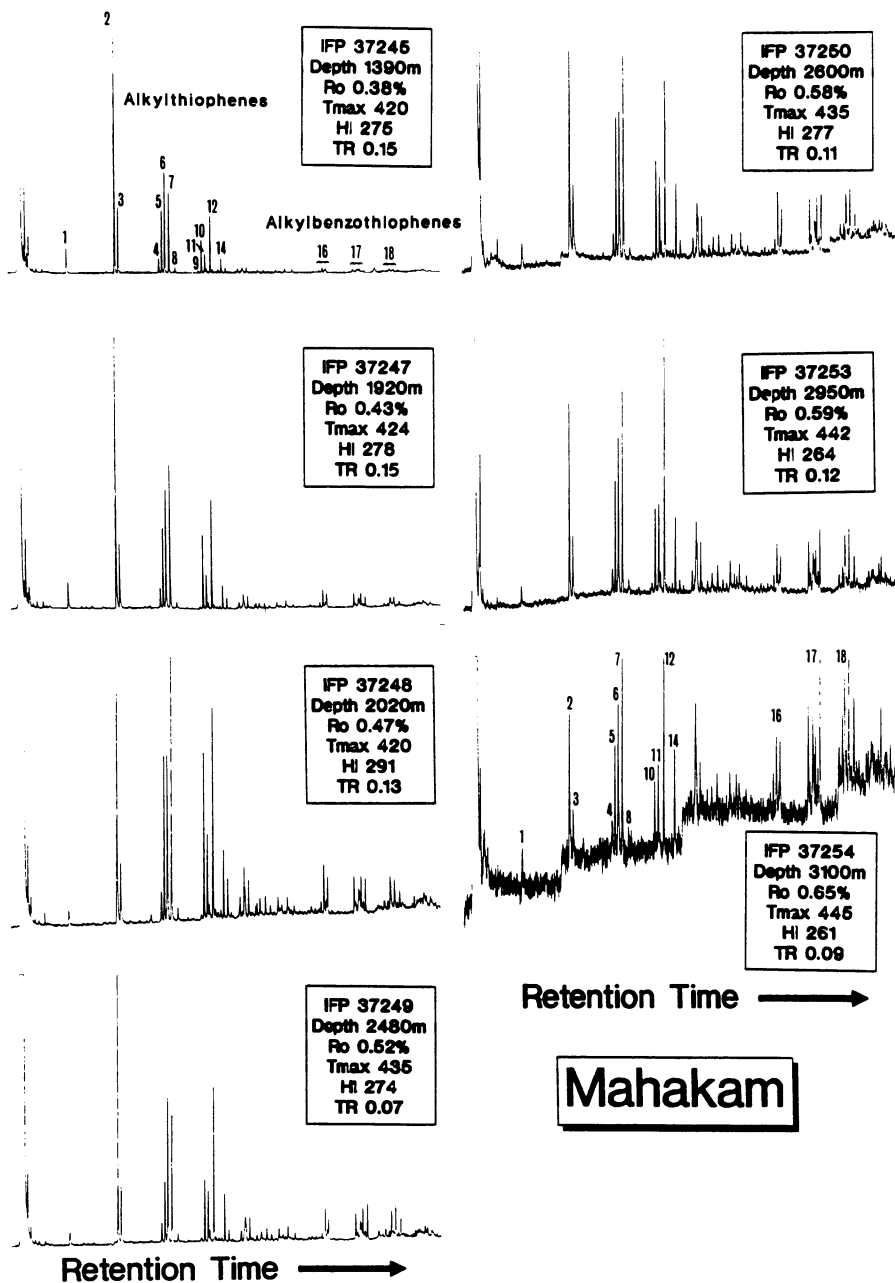 2
Alkylthiophenes
6
5
7
3
1
4
8
10
11
9
12
14
Alkylbenzothiophenes
16
17
18
IFP 37245
Depth 1390m
Ro 0.38%
Tmax 420
HI 275
TR 0.15
IFP 37247
Depth 1920m
Ro 0.43%
Tmax 424
HI 278
TR 0.15
IFP 37248
Depth 2020m
Ro 0.47%
Tmax 420
HI 291
TR 0.13
IFP 37249
Depth 2480m
Ro 0.52%
Tmax 435
HI 274
TR 0.07
Retention Time
IFP 37250
Depth 2600m
Ro 0.58%
Tmax 435
HI 277
TR 0.11
IFP 37253
Depth 2950m
Ro 0.59%
Tmax 442
HI 264
TR 0.12
7
12
17
18
2
6
5
3
1
4
8
11
10
14
16
IFP 37254
Depth 3100m
Ro 0.65%
Tmax 445
HI 261
TR 0.09
Retention Time
Mahakam